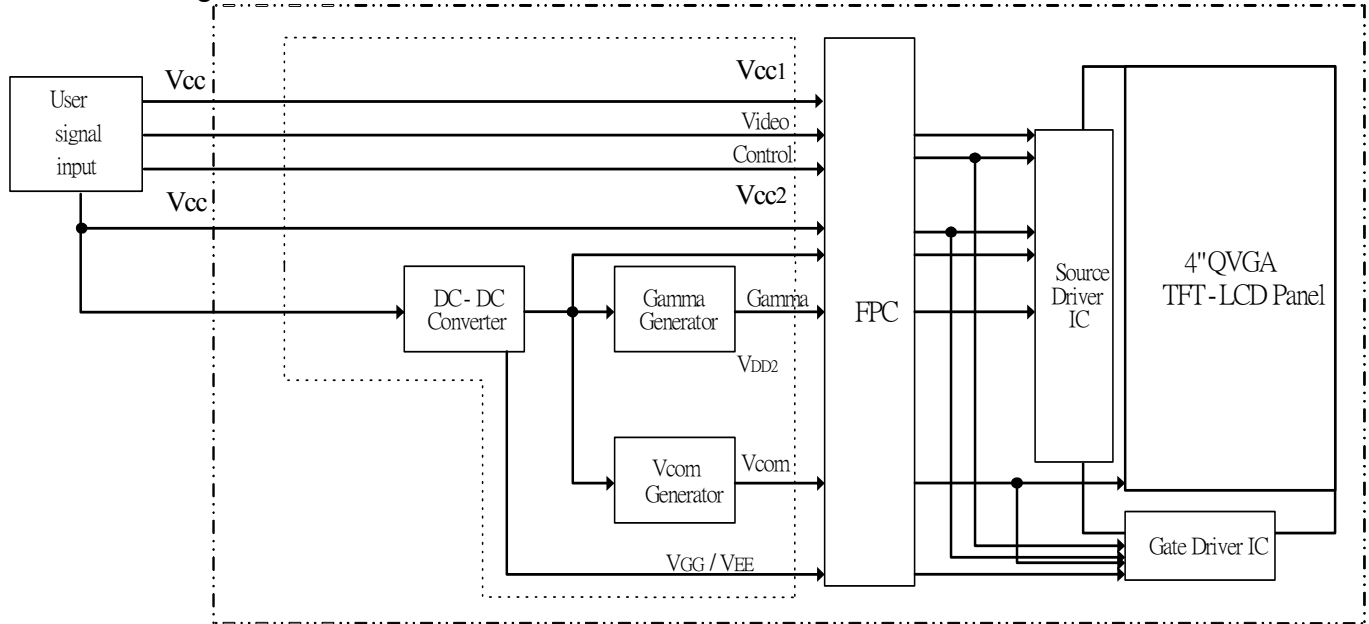 Vcc
Vcc1
User
signal
input
Video
Control
Vcc
Vcc2
DC - DC
Converter
Gamma
Generator
Gamma
VDD2
FPC
Source
Driver
IC
4"QVGA
TFT - LCD Panel
Vcom
Generator
Vcom
VGG / VEE
Gate Driver IC